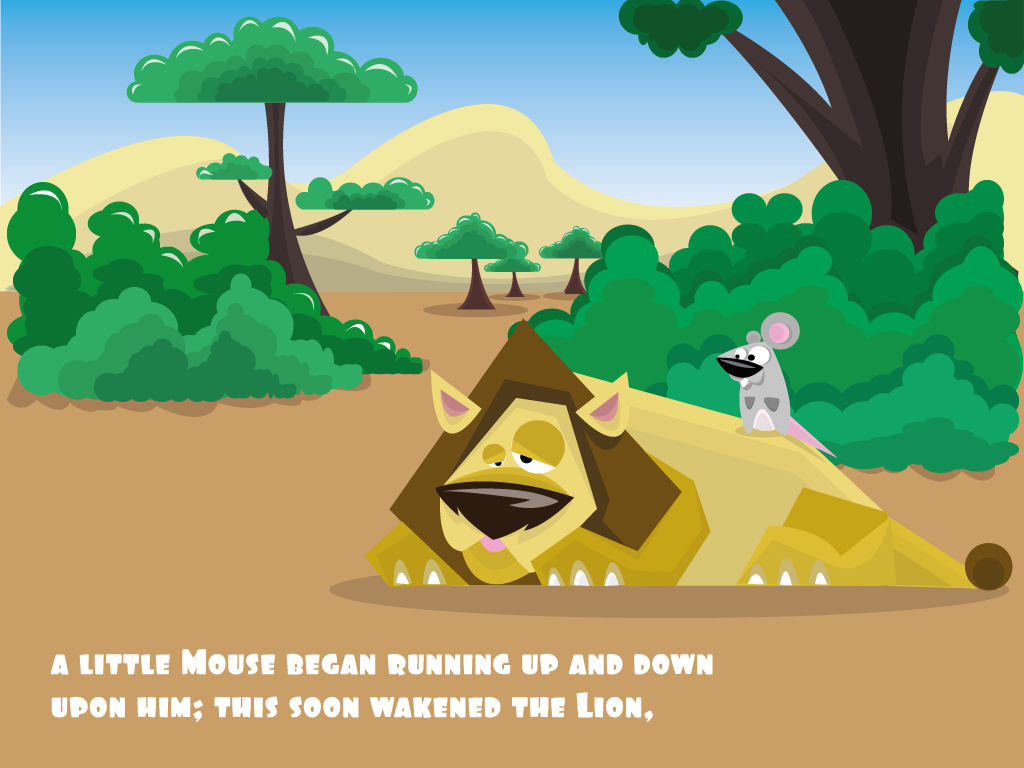 a little Mouse began running up and down
upon him; this soon wakened the Lion,